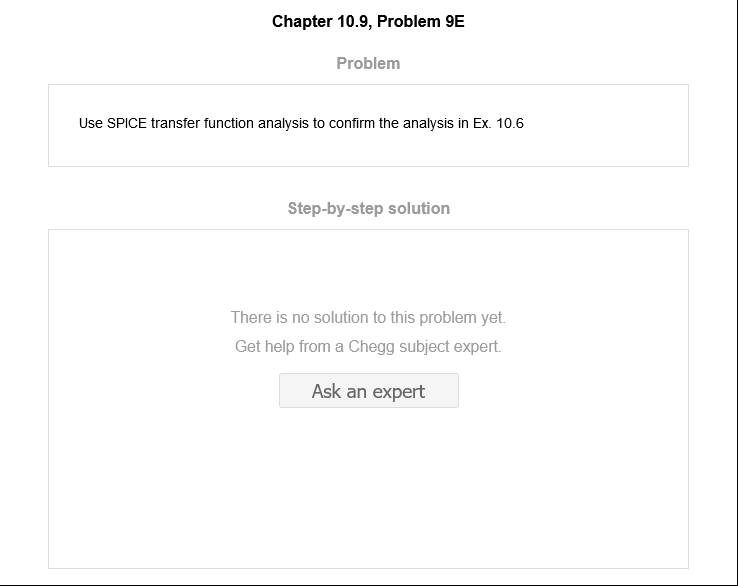 Chapter 10.9, Problem 9E
Problem
Use SPICE transfer function analysis to confirm the analysis in Ex. 10.6
Step-by-step solution
There is no solution to this problem yet.
Get help from a Chegg subject expert.
Ask an expert